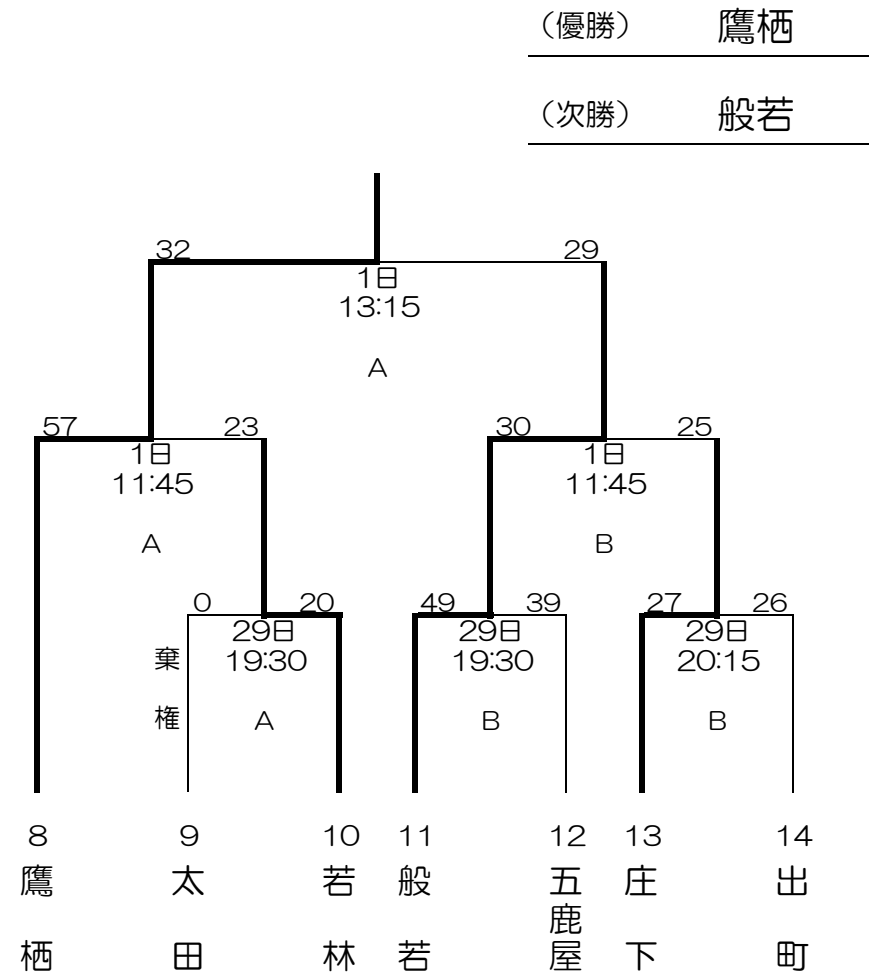 （優勝） 鷹栖
（次勝） 般若
32 29
1日
13:15
A
57 23 30 25
1日 1日
11:45 11:45
A B
0 20 49 39 27 26
29日 29日 29日
19:30 19:30 20:15
棄権 A B B
8 9 10 11 12 13 14
鷹栖 太田 若林 般若 五鹿屋 庄下 出町